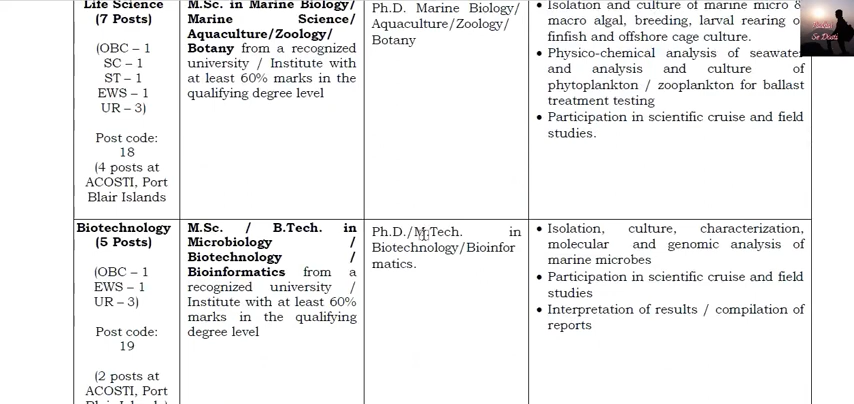 Life Science
(7 Posts)
(OBC – 1
SC – 1
ST – 1
EWS – 1
UR – 3)
Post code:
18
(4 posts at
ACOSTI, Port
Blair Islands
M.Sc. in Marine Biology/
Marine Science/
Aquaculture/Zoology/
Botany from a recognized
university / Institute with
at least 60% marks in the
qualifying degree level
Ph.D. Marine Biology/
Aquaculture/Zoology/
Botany
• Isolation and culture of marine micro &
macro algal, breeding, larval rearing of
finfish and offshore cage culture.
• Physico-chemical analysis of seawater
and analysis and culture of
phytoplankton / zooplankton for ballast
treatment testing
• Participation in scientific cruise and field
studies.
Biotechnology
(5 Posts)
(OBC – 1
EWS – 1
UR – 3)
Post code:
19
(2 posts at
ACOSTI, Port
Blair Islands)
M.Sc. / B.Tech. in
Microbiology /
Biotechnology /
Bioinformatics from a
recognized university /
Institute with at least 60%
marks in the qualifying
degree level
Ph.D./M.Tech. in
Biotechnology/Bioinfor
matics.
• Isolation, culture, characterization,
molecular and genomic analysis of
marine microbes
• Participation in scientific cruise and field
studies
• Interpretation of results / compilation of
reports